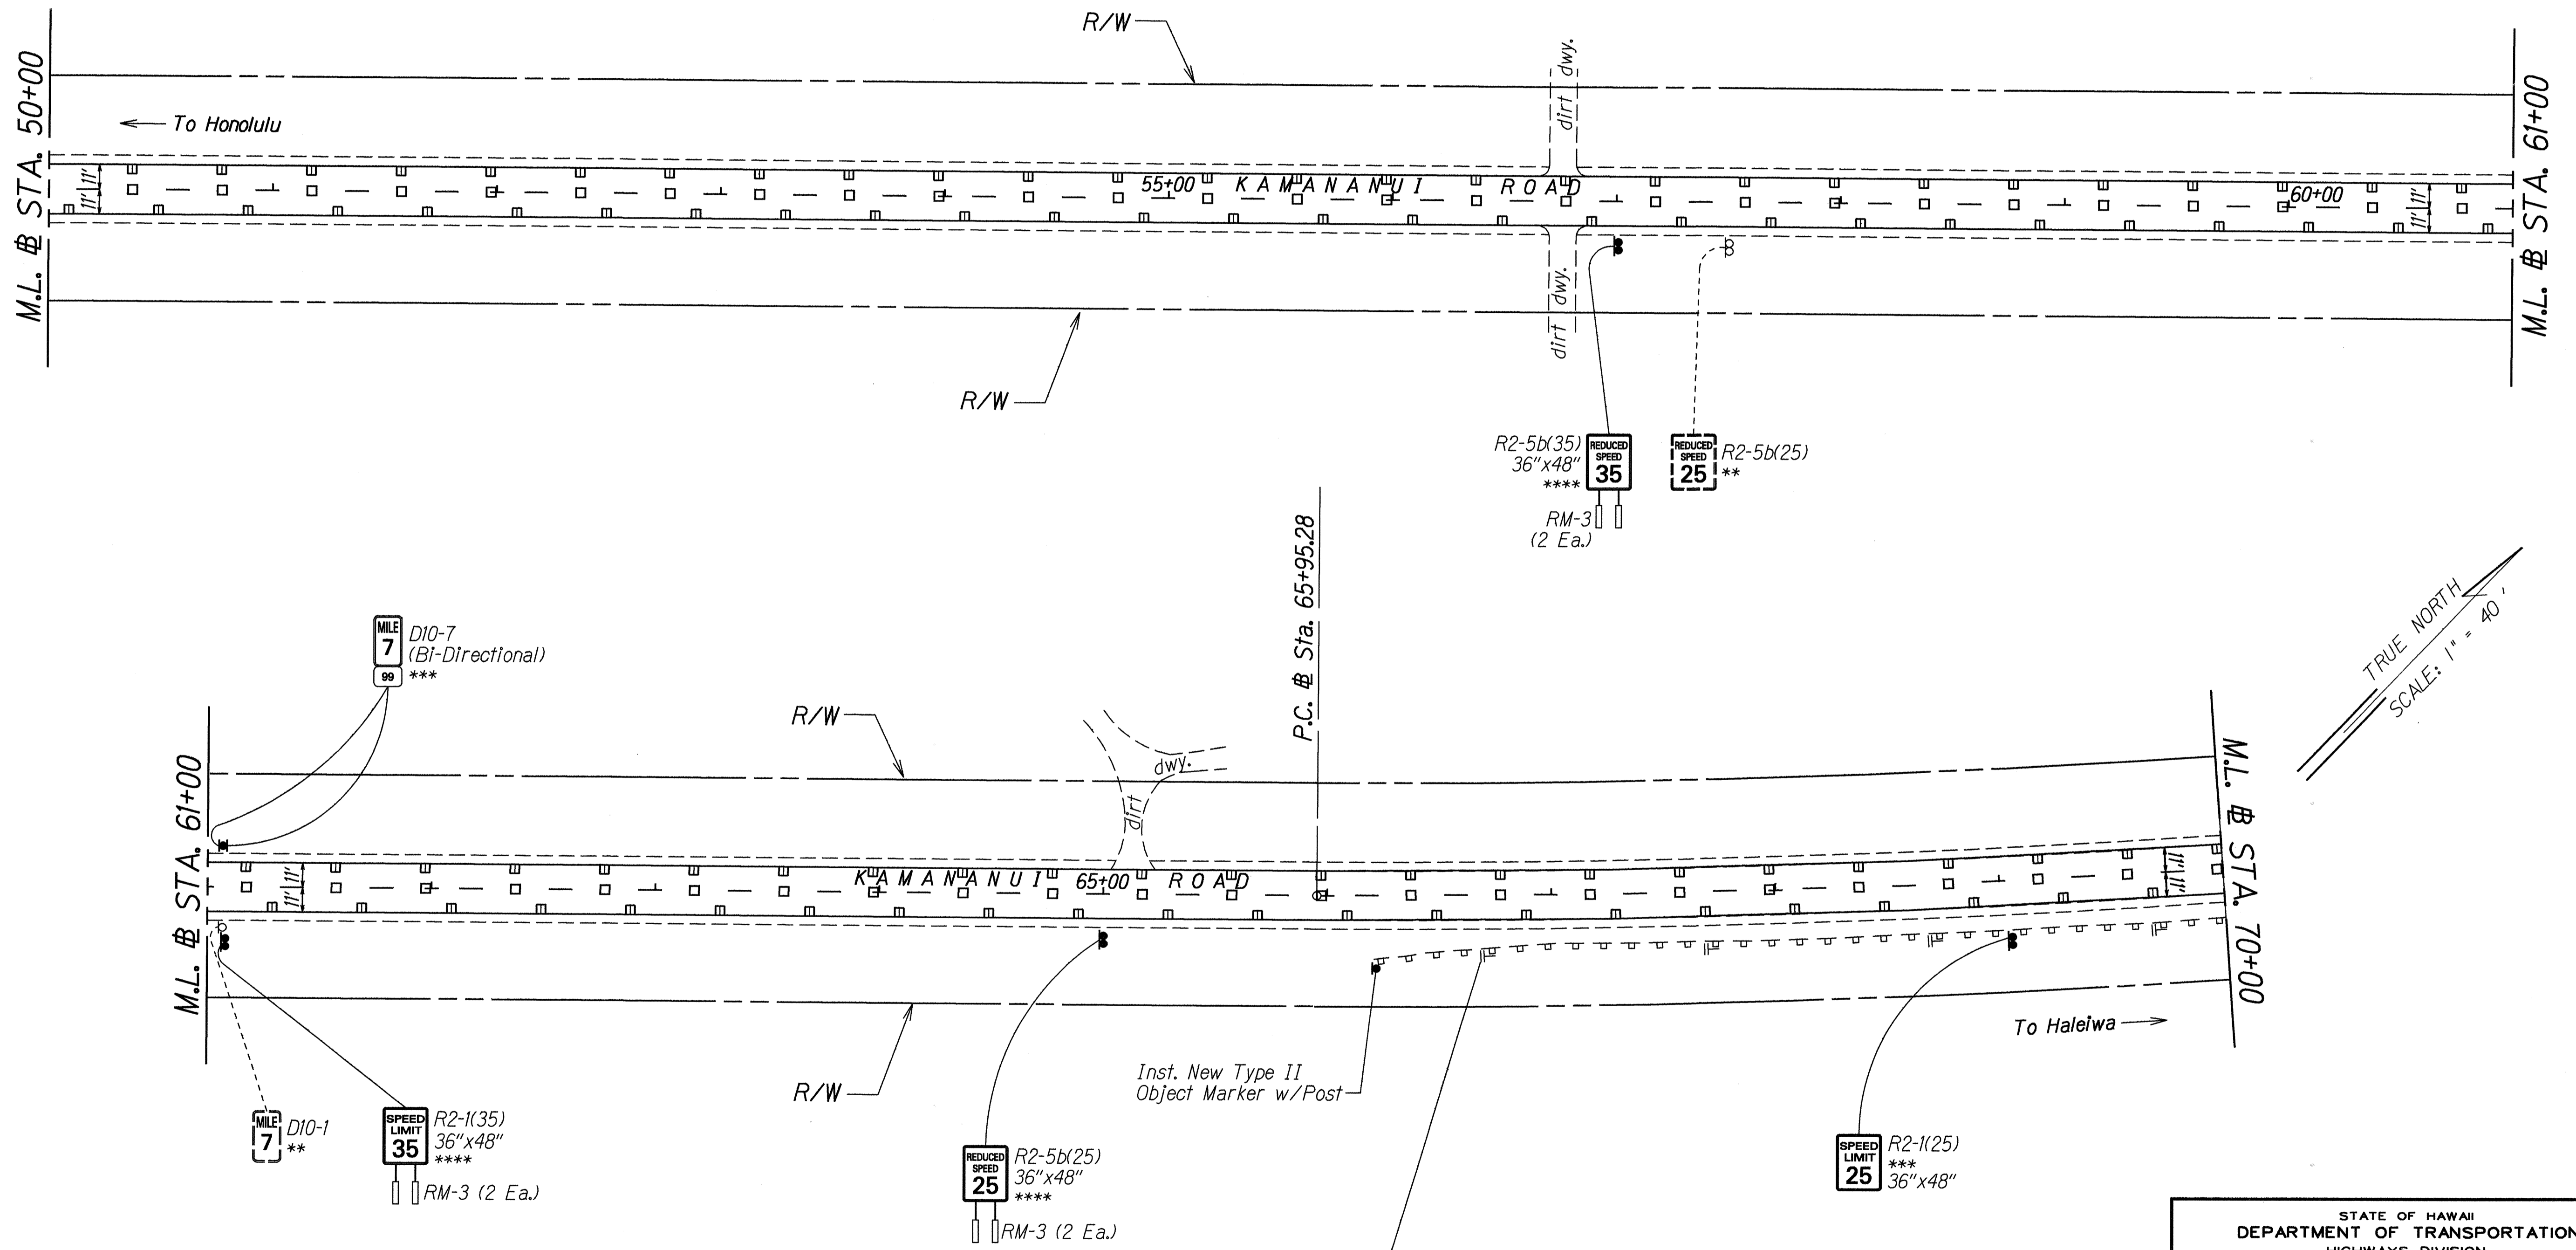 R/W
M.L. B STA. 50+00
To Honolulu
dirt dwy.
M.L. B STA. 61+00
11' 11'
55+00 KAMANANUI ROAD
60+00
11' 11'
dirt dwy.
R/W
R2-5b(35)
36"x48"
****
REDUCED
SPEED
35
RM-3
(2 Ea.)
REDUCED
SPEED
25
R2-5b(25)
**
P.C. B Sta. 65+95.28
TRUE NORTH
SCALE: 1" = 40'
MILE
7
99
D10-7
(Bi-Directional)
***
R/W
dirt dwy.
M.L. B STA. 61+00
11' 11'
KAMANANUI 65+00 ROAD
11' 11'
M.L. B STA. 70+00
To Haleiwa
R/W
Inst. New Type II
Object Marker w/Post
MILE
7
D10-1
**
SPEED
LIMIT
35
R2-1(35)
36"x48"
****
RM-3 (2 Ea.)
REDUCED
SPEED
25
R2-5b(25)
36"x48"
****
RM-3 (2 Ea.)
SPEED
LIMIT
25
R2-1(25)
***
36"x48"
STATE OF HAWAII
DEPARTMENT OF TRANSPORTATION
HIGHWAYS DIVISION